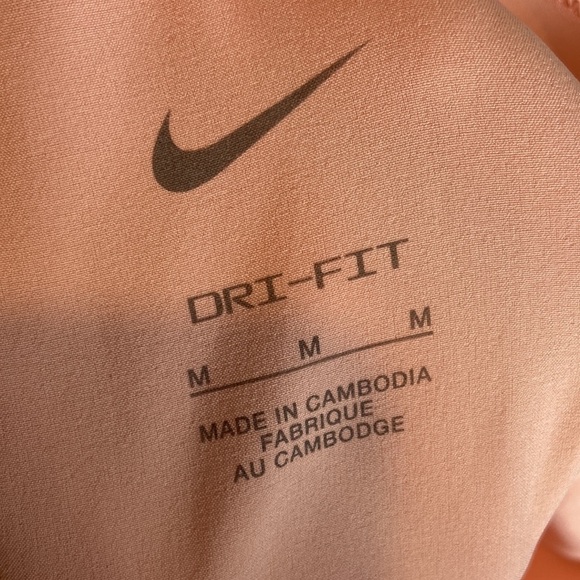 DRI-FIT
M M M
MADE IN CAMBODIA
FABRIQUE
AU CAMBODGE